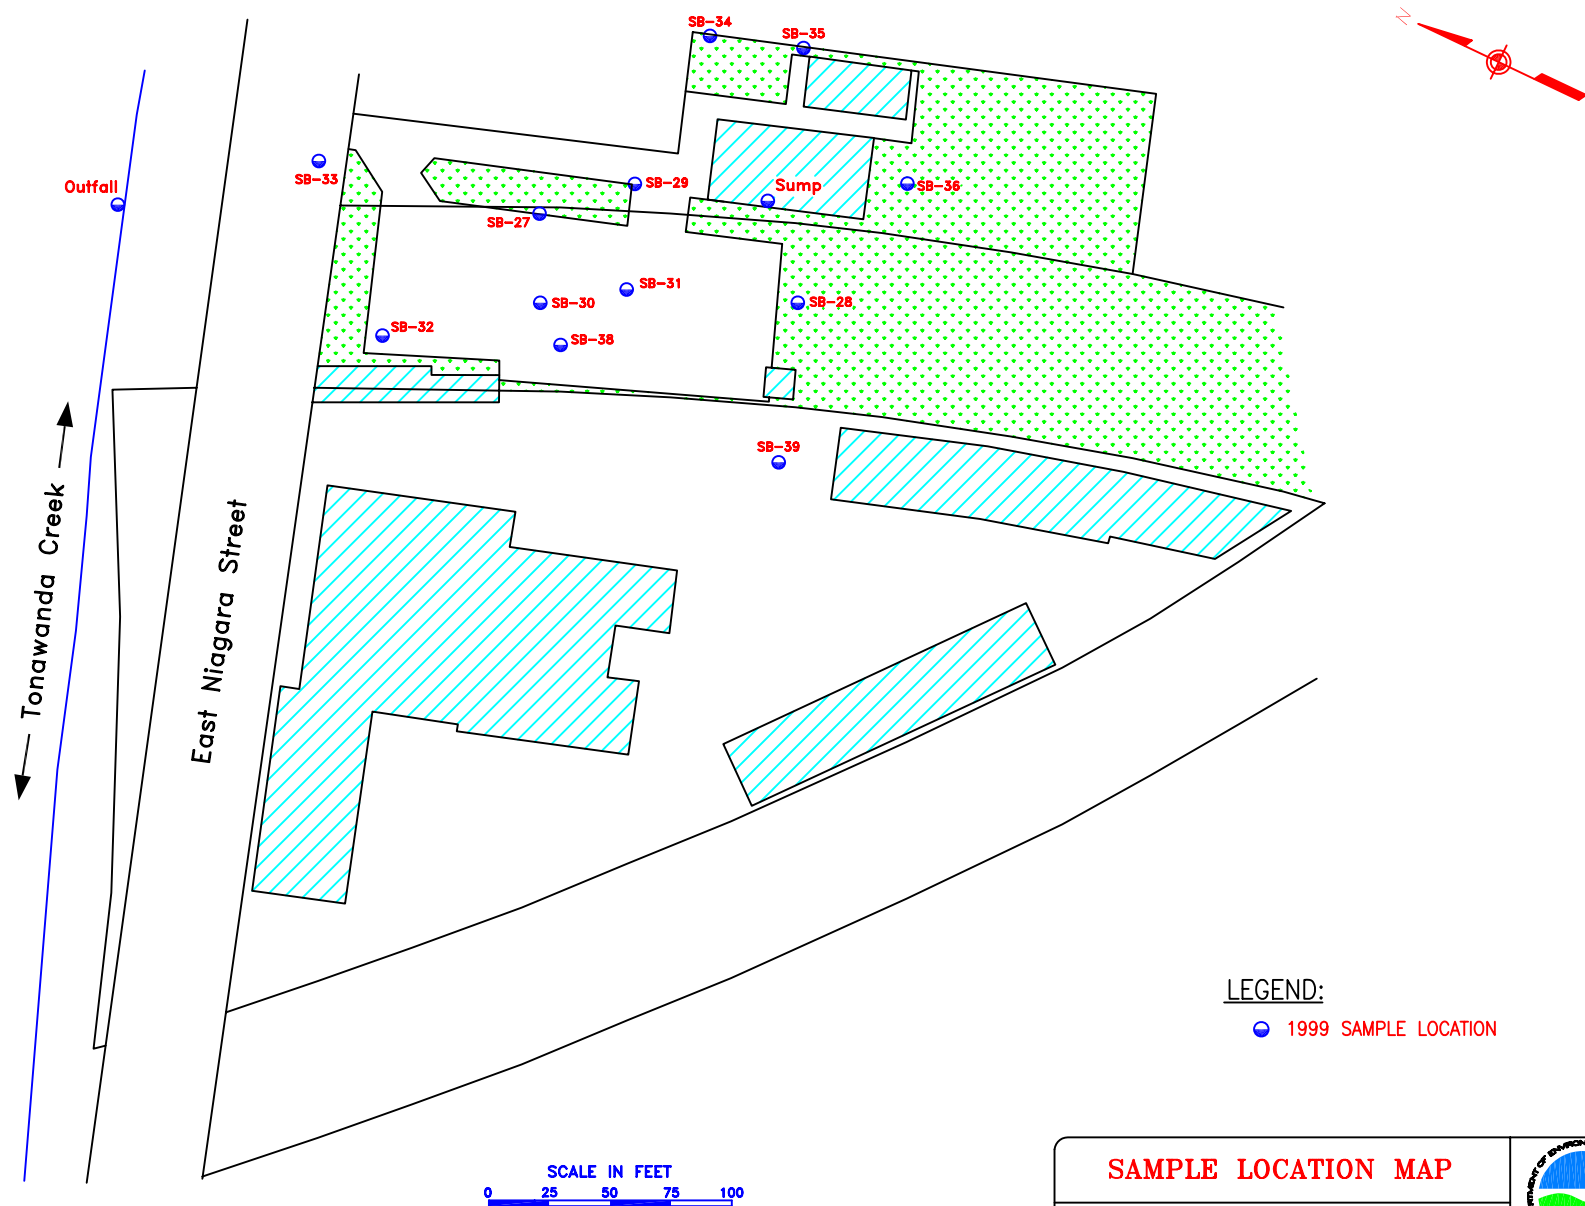 SB-34
SB-35
N
SB-33
Outfall
SB-29
Sump
SB-36
SB-27
SB-31
SB-30
SB-28
SB-32
SB-38
SB-39
Tonawanda Creek
East Niagara Street
LEGEND:
1999 SAMPLE LOCATION
SCALE IN FEET
0 25 50 75 100
SAMPLE LOCATION MAP